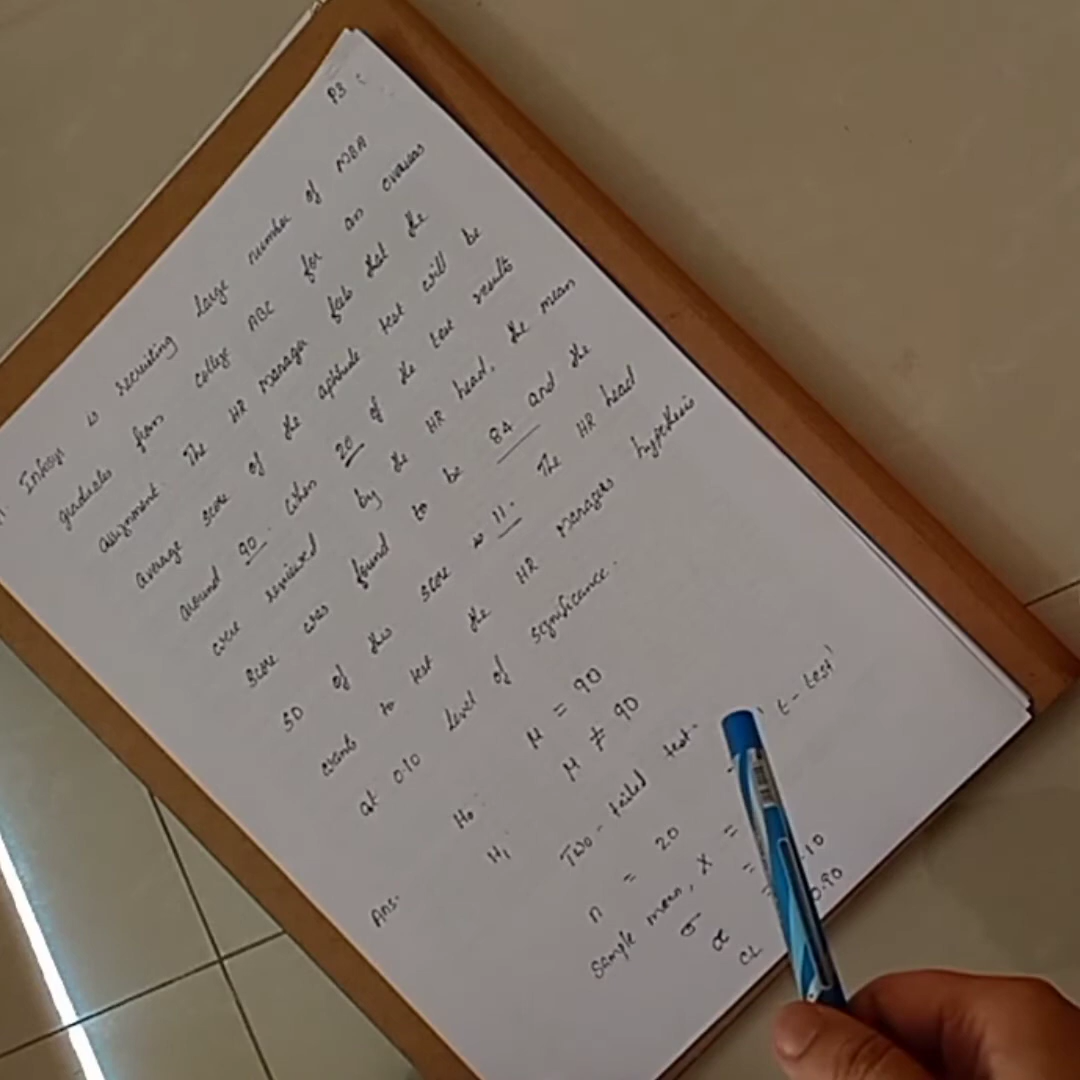 P3 :
Infosys is recruiting large number of MBA
graduates from college ABC for an overseas
assignment. The HR manager feels that the
average score of the aptitude test will be
around 90 when 20 of the test results
were reviewed by the HR head, the mean
score was found to be 84 and the
SD of this score is 11. The HR head
wants to test the HR managers hypothesis
at 0.10 level of significance.
Ans. H₀ : μ = 90
H₁ μ ≠ 90
Two-tailed test. 't-test'
n = 20
sample mean, X =
σ =
α = .10
CL = 0.90